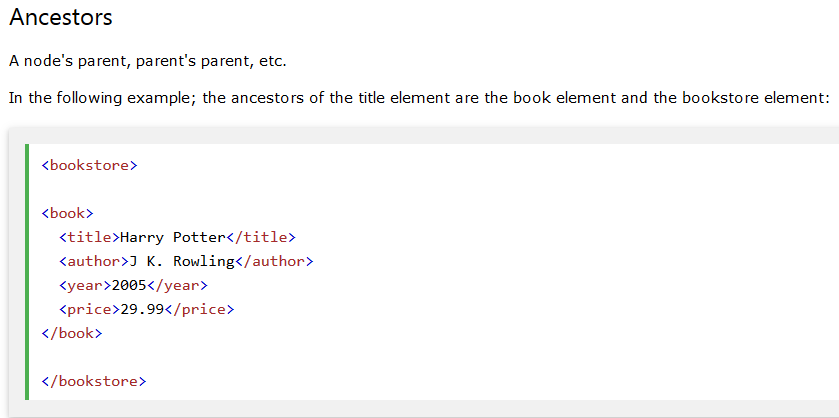 Ancestors
A node's parent, parent's parent, etc.
In the following example; the ancestors of the title element are the book element and the bookstore element:
<bookstore>
<book>
<title>Harry Potter</title>
<author>J K. Rowling</author>
<year>2005</year>
<price>29.99</price>
</book>
</bookstore>